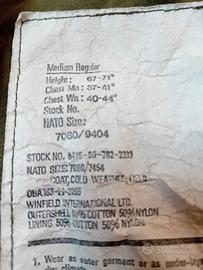 Medium Regular
Height: 67-71"
Chest Ma: 37-41"
Chest Wn: 40-44"
Stock No.
NATO Size:
7080/9404
STOCK NO. 8415-99-782-2333
NATO SIZE:7080/7454
COAT, COLD WEATHER, FIELD
WINFIELD INTERNATIONAL LTD.
OUTERSHELL 50% COTTON 50% NYLON
LINING 50% COTTON 50% NYLON
1. Wear as outer garment or as under-lay-